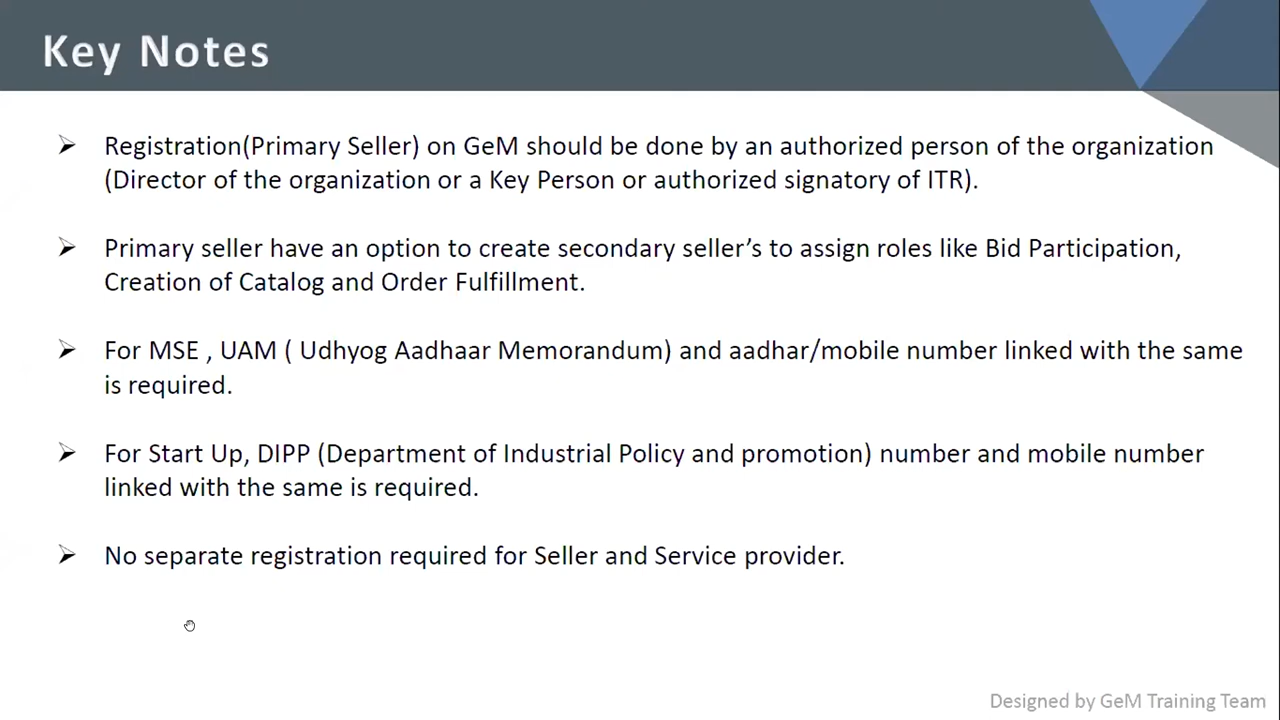 Key Notes
Registration(Primary Seller) on GeM should be done by an authorized person of the organization
(Director of the organization or a Key Person or authorized signatory of ITR).
Primary seller have an option to create secondary seller’s to assign roles like Bid Participation,
Creation of Catalog and Order Fulfillment.
For MSE , UAM ( Udhyog Aadhaar Memorandum) and aadhar/mobile number linked with the same
is required.
For Start Up, DIPP (Department of Industrial Policy and promotion) number and mobile number
linked with the same is required.
No separate registration required for Seller and Service provider.
Designed by GeM Training Team